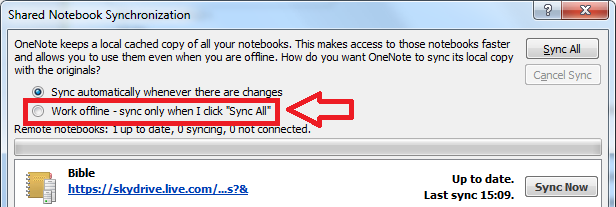 Shared Notebook Synchronization
OneNote keeps a local cached copy of all your notebooks. This makes access to those notebooks faster
and allows you to use them even when you are offline. How do you want OneNote to sync its local copy
with the originals?
Sync All
Cancel Sync
Sync automatically whenever there are changes
Work offline - sync only when I click "Sync All"
Remote notebooks: 1 up to date, 0 syncing, 0 not connected.
Bible
https://skydrive.live.com/...s?&
Up to date.
Last sync 15:09.
Sync Now